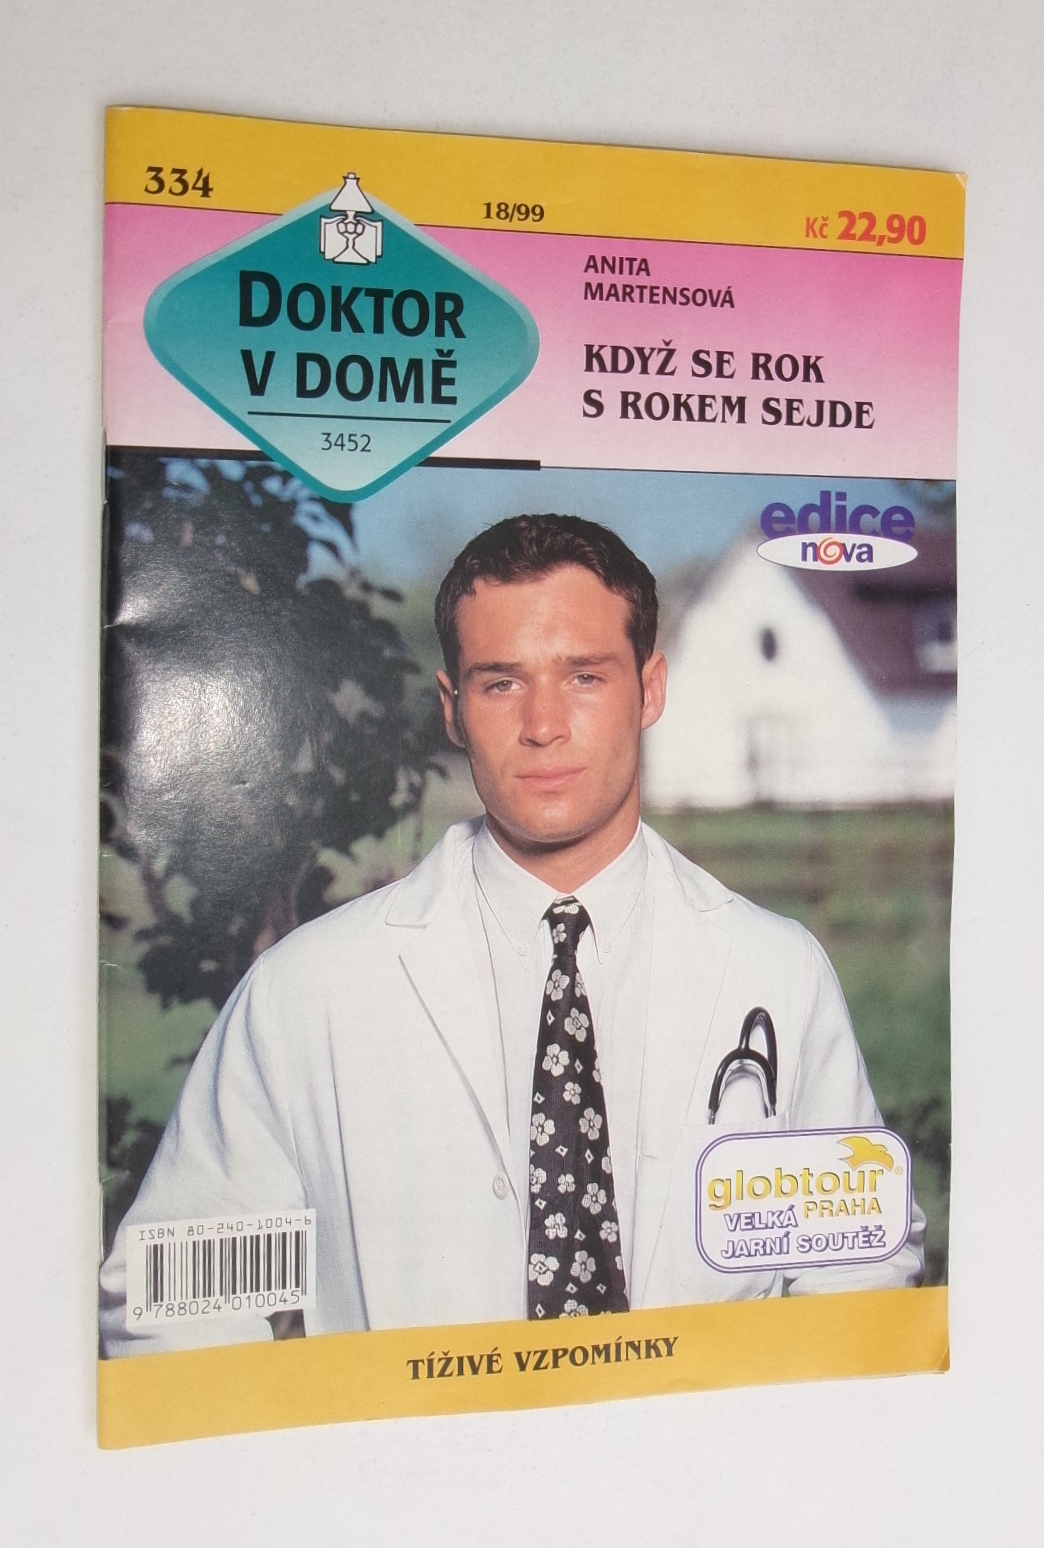 334
18/99
Kč 22,90
DOKTOR
V DOMĚ
3452
ANITA
MARTENSOVÁ
KDYŽ SE ROK
S ROKEM SEJDE
edice
nova
globtour®
PRAHA
VELKÁ
JARNÍ SOUTĚŽ
ISBN 80-240-1004-6
9 788024 010045
TÍŽIVÉ VZPOMÍNKY